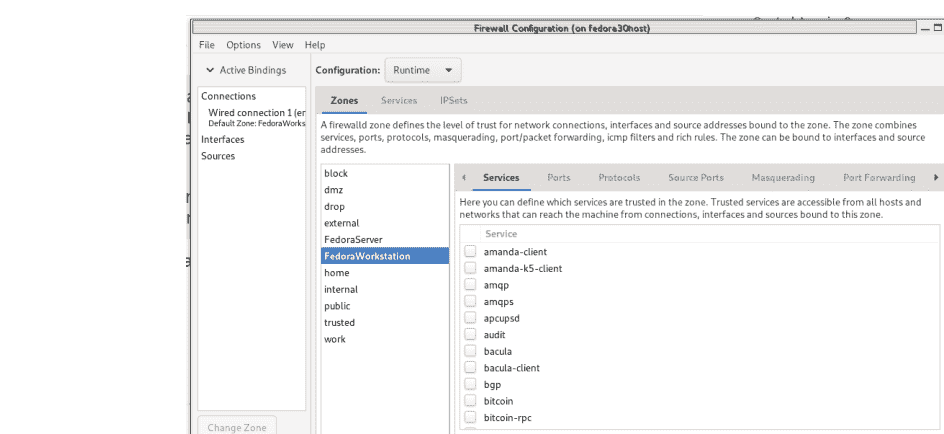 Firewall Configuration (on fedora30host)
File Options View Help
Active Bindings
Configuration: Runtime
Connections
Wired connection 1 (er
Default Zone: FedoraWorks
Interfaces
Sources
Change Zone
Zones Services IPSets
A firewalld zone defines the level of trust for network connections, interfaces and source addresses bound to the zone. The zone combines
services, ports, protocols, masquerading, port/packet forwarding, icmp filters and rich rules. The zone can be bound to interfaces and source
addresses.
block
dmz
drop
external
FedoraServer
FedoraWorkstation
home
internal
public
trusted
work
Services Ports Protocols Source Ports Masquerading Port Forwarding
Here you can define which services are trusted in the zone. Trusted services are accessible from all hosts and
networks that can reach the machine from connections, interfaces and sources bound to this zone.
Service
amanda-client
amanda-k5-client
amqp
amqps
apcupsd
audit
bacula
bacula-client
bgp
bitcoin
bitcoin-rpc